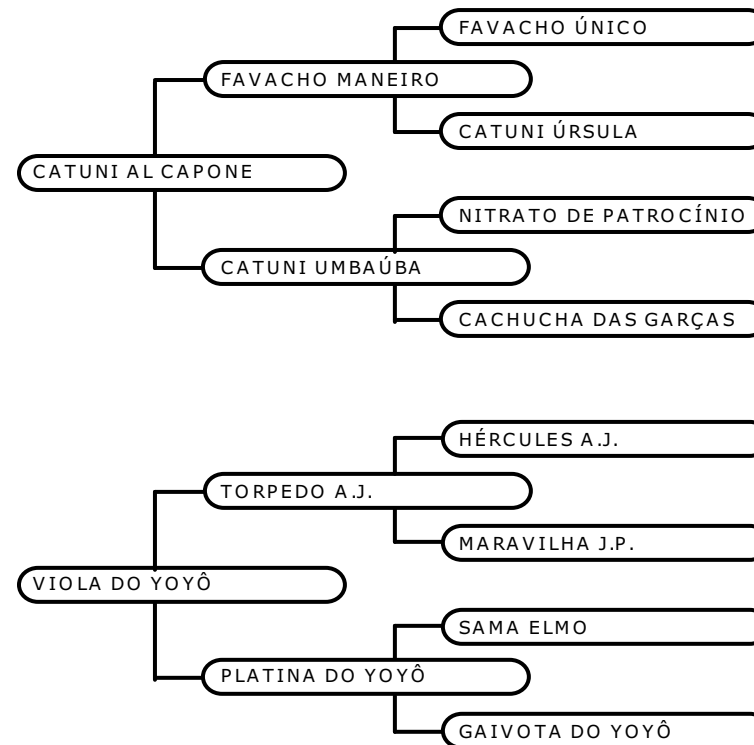 FAVACHO ÚNICO
FAVACHO MANEIRO
CATUNI ÚRSULA
CATUNI AL CAPONE
NITRATO DE PATROCÍNIO
CATUNI UMBAÚBA
CACHUCHA DAS GARÇAS
HÉRCULES A.J.
TORPEDO A.J.
MARAVILHA J.P.
VIOLA DO YOYÔ
SAMA ELMO
PLATINA DO YOYÔ
GAIVOTA DO YOYÔ